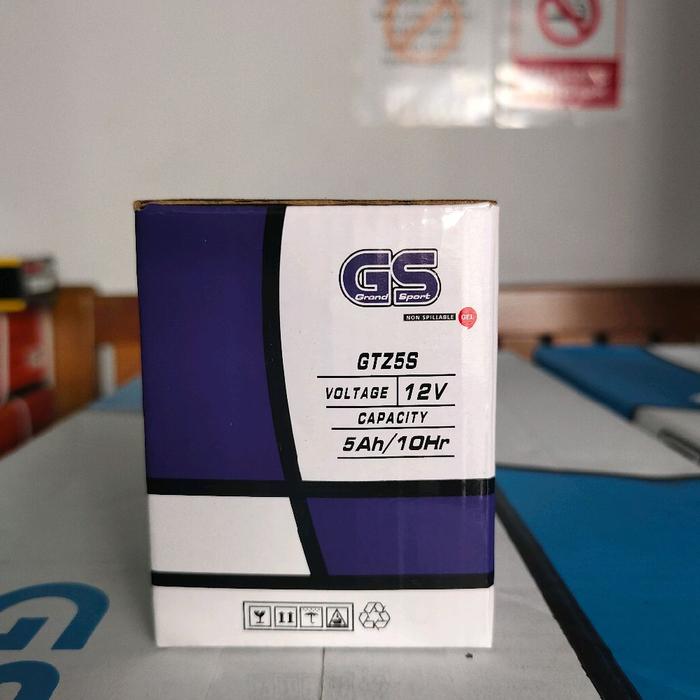 GS
Grand Sport
NON SPILLABLE GEL
GTZ5S
VOLTAGE 12V
CAPACITY
5Ah/10Hr